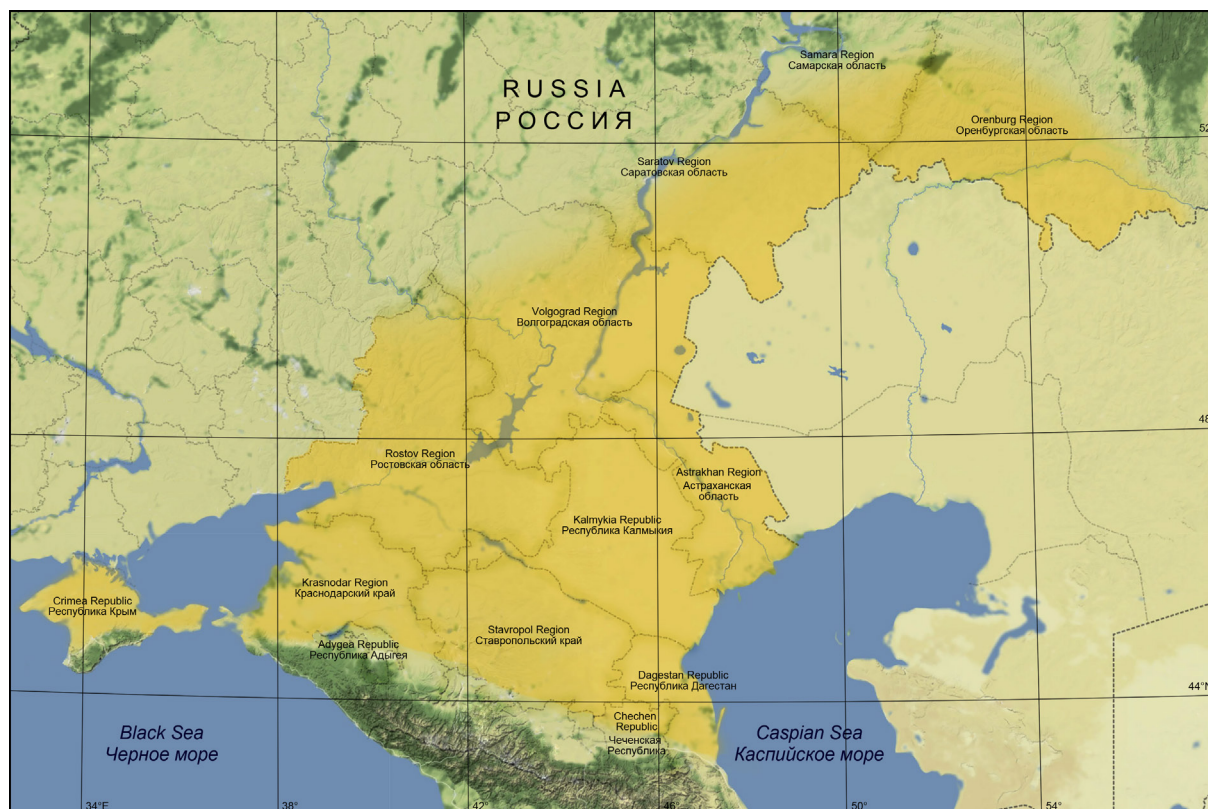 Samara Region
Самарская область
RUSSIA
РОССИЯ
Orenburg Region
Оренбургская область
52
Saratov Region
Саратовская область
Volgograd Region
Волгоградская область
48
Rostov Region
Ростовская область
Astrakhan Region
Астраханская
область
Kalmykia Republic
Республика Калмыкия
Krasnodar Region
Краснодарский край
Crimea Republic
Республика Крым
Stavropol Region
Ставропольский край
Adygea Republic
Республика Адыгея
Dagestan Republic
Республика Дагестан
44°N
Chechen
Republic
Чеченская
Республика
Black Sea
Черное море
Caspian Sea
Каспийское море
34°E
38°
42°
46°
50°
54°